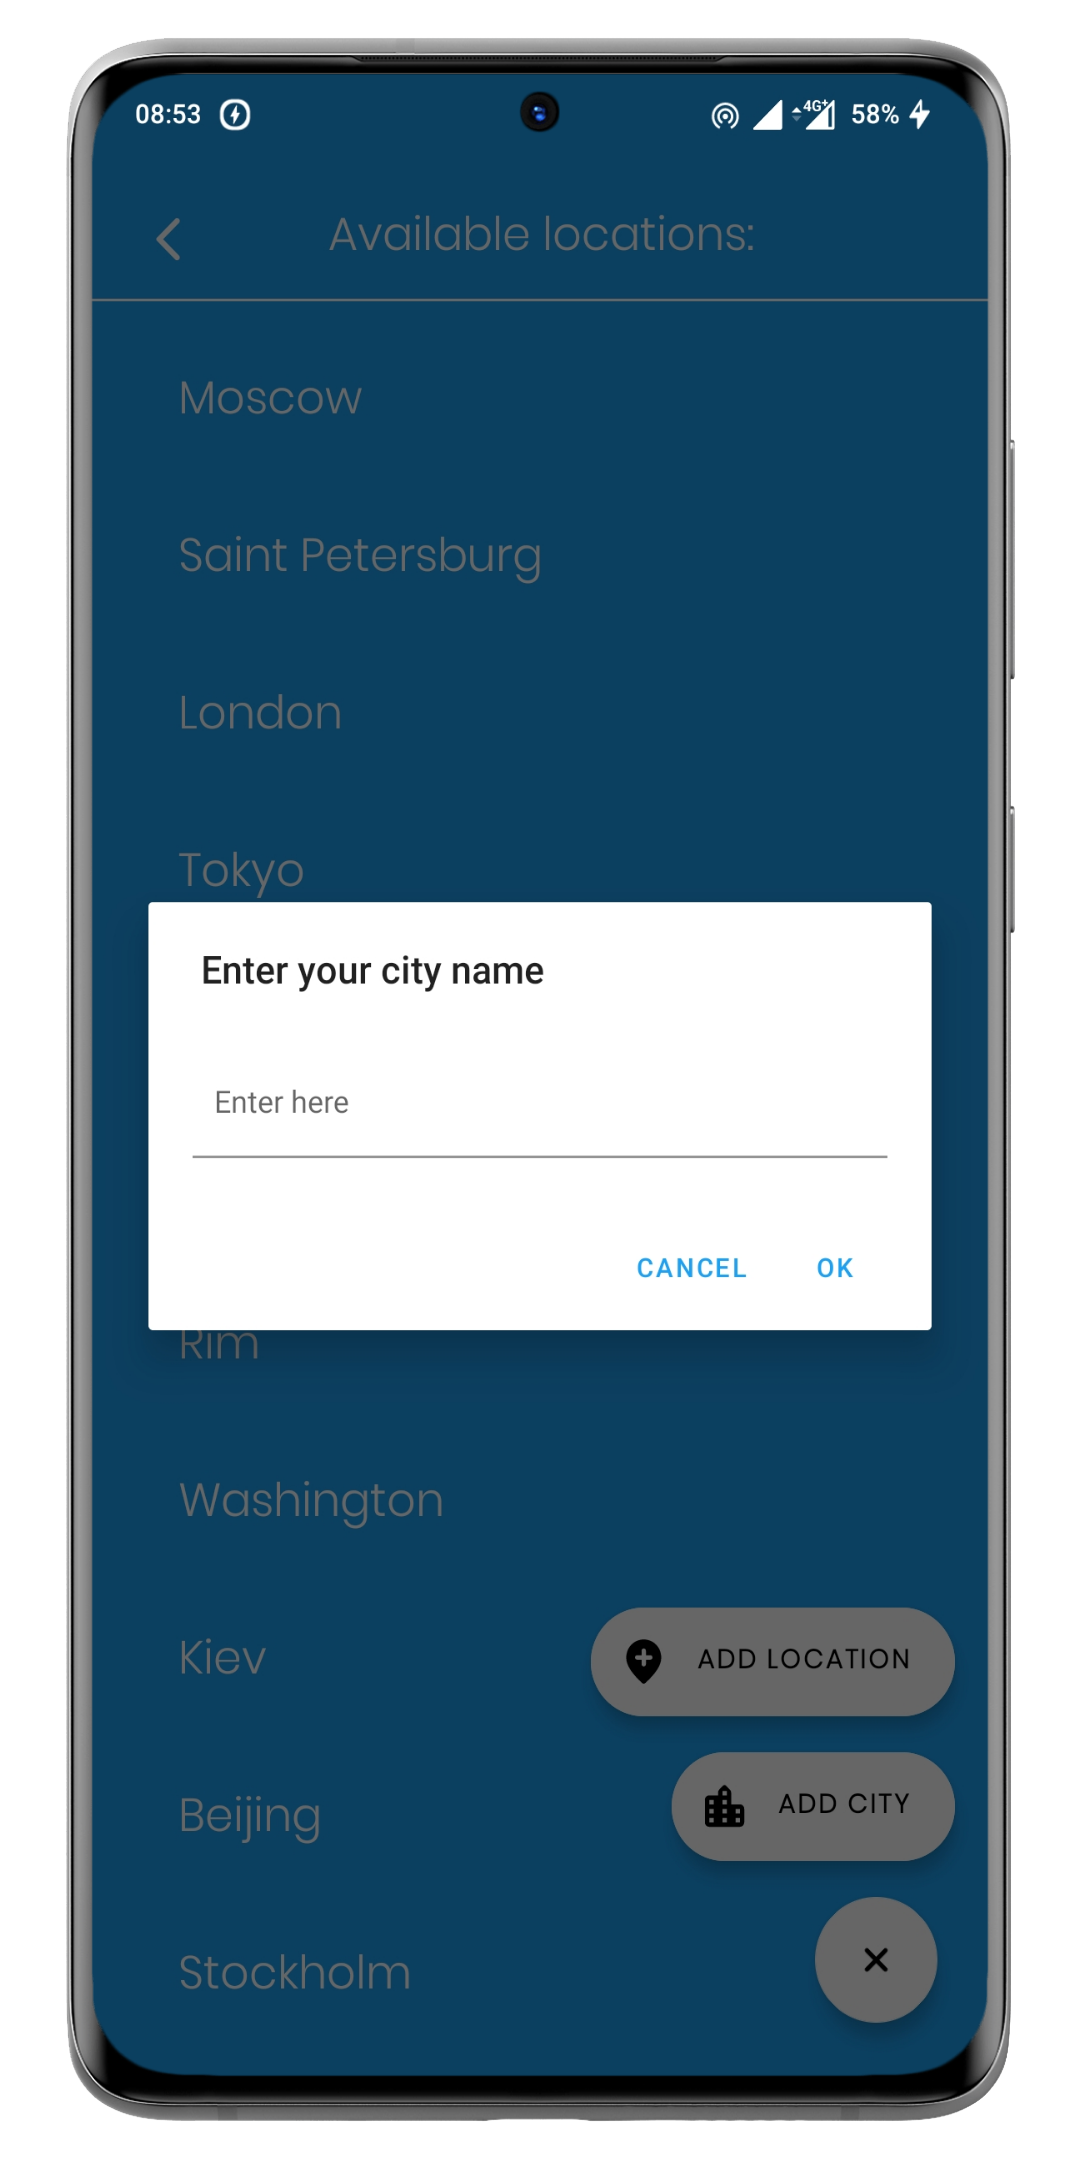 08:53
4G+ 58%
Available locations:
Moscow
Saint Petersburg
London
Tokyo
Enter your city name
Enter here
CANCEL OK
Rim
Washington
Kiev
ADD LOCATION
Beijing
ADD CITY
Stockholm